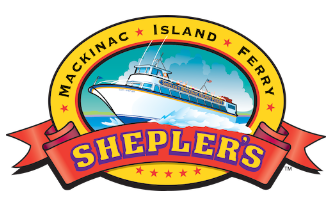 MACKINAC ★ ISLAND ★ FERRY
SHEPLER'S
TM